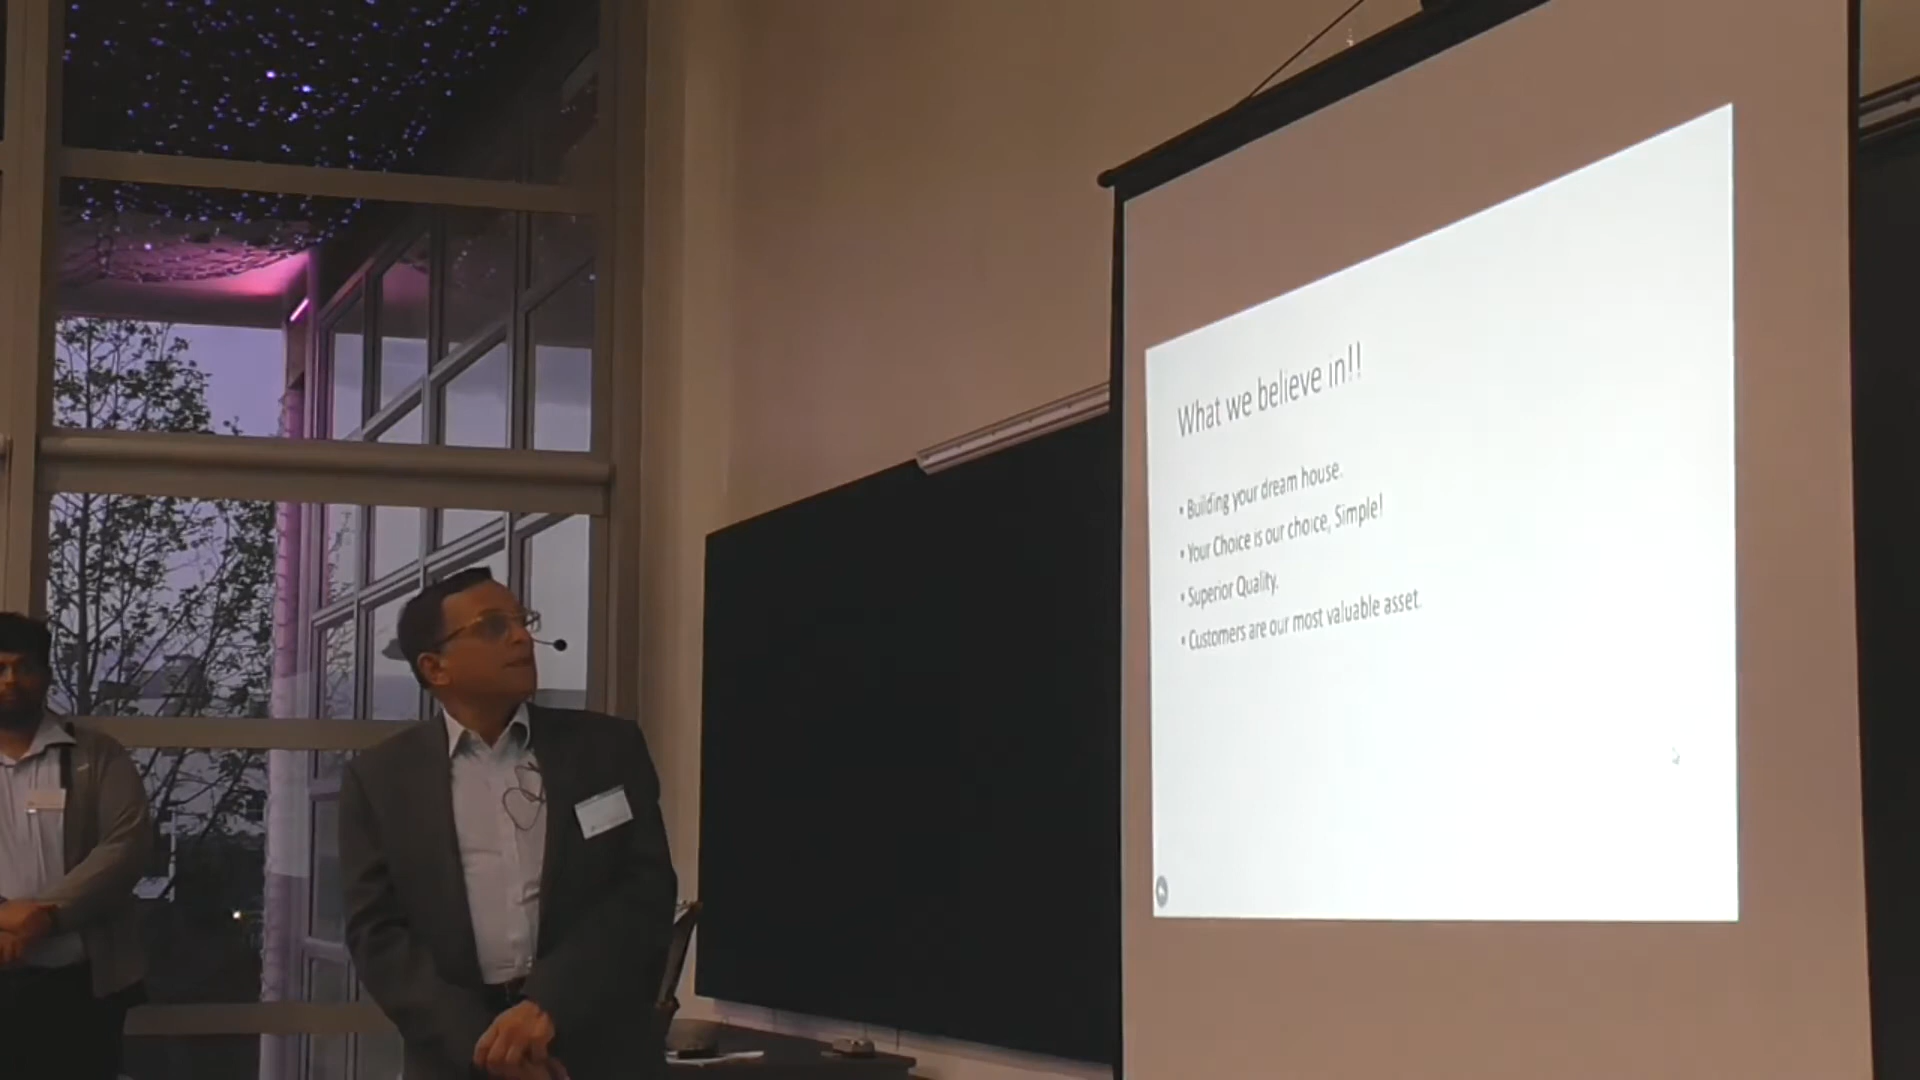 What we believe in!!
• Building your dream house.
• Your Choice is our choice, Simple!
• Superior Quality.
• Customers are our most valuable asset.